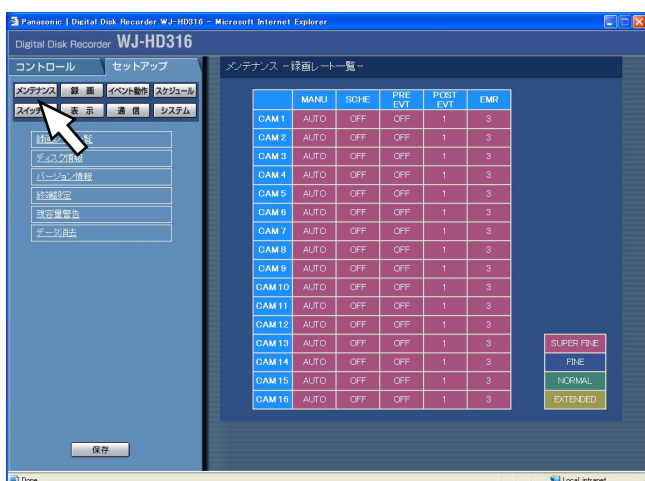 Panasonic | Digital Disk Recorder WJ-HD316 - Microsoft Internet Explorer
Digital Disk Recorder WJ-HD316
コントロール セットアップ
メンテナンス －録画レート一覧－
メンテナンス 録 画 イベント動作 スケジュール
表 示 通 信 システム
ディスク情報
バージョン情報
終端設定
残容量警告
データ消去
MANU SCHE PRE EVT POST EVT EMR
CAM 1 AUTO OFF OFF 1 3
CAM 2 AUTO OFF OFF 1 3
CAM 3 AUTO OFF OFF 1 3
CAM 4 AUTO OFF OFF 1 3
CAM 5 AUTO OFF OFF 1 3
CAM 6 AUTO OFF OFF 1 3
CAM 7 AUTO OFF OFF 1 3
CAM 8 AUTO OFF OFF 1 3
CAM 9 AUTO OFF OFF 1 3
CAM 10 AUTO OFF OFF 1 3
CAM 11 AUTO OFF OFF 1 3
CAM 12 AUTO OFF OFF 1 3
CAM 13 AUTO OFF OFF 1 3
CAM 14 AUTO OFF OFF 1 3
CAM 15 AUTO OFF OFF 1 3
CAM 16 AUTO OFF OFF 1 3
SUPER FINE
FINE
NORMAL
EXTENDED
保存
Done
Local intranet